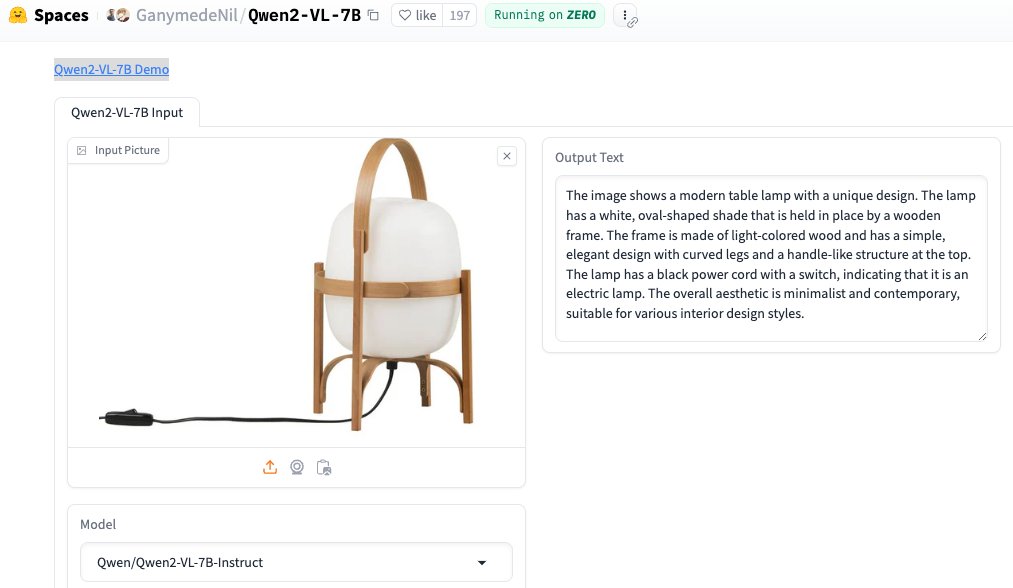 Spaces GanymedeNil/Qwen2-VL-7B like 197 Running on ZERO
Qwen2-VL-7B Demo
Qwen2-VL-7B Input
Input Picture
Output Text
The image shows a modern table lamp with a unique design. The lamp
has a white, oval-shaped shade that is held in place by a wooden
frame. The frame is made of light-colored wood and has a simple,
elegant design with curved legs and a handle-like structure at the top.
The lamp has a black power cord with a switch, indicating that it is an
electric lamp. The overall aesthetic is minimalist and contemporary,
suitable for various interior design styles.
Model
Qwen/Qwen2-VL-7B-Instruct